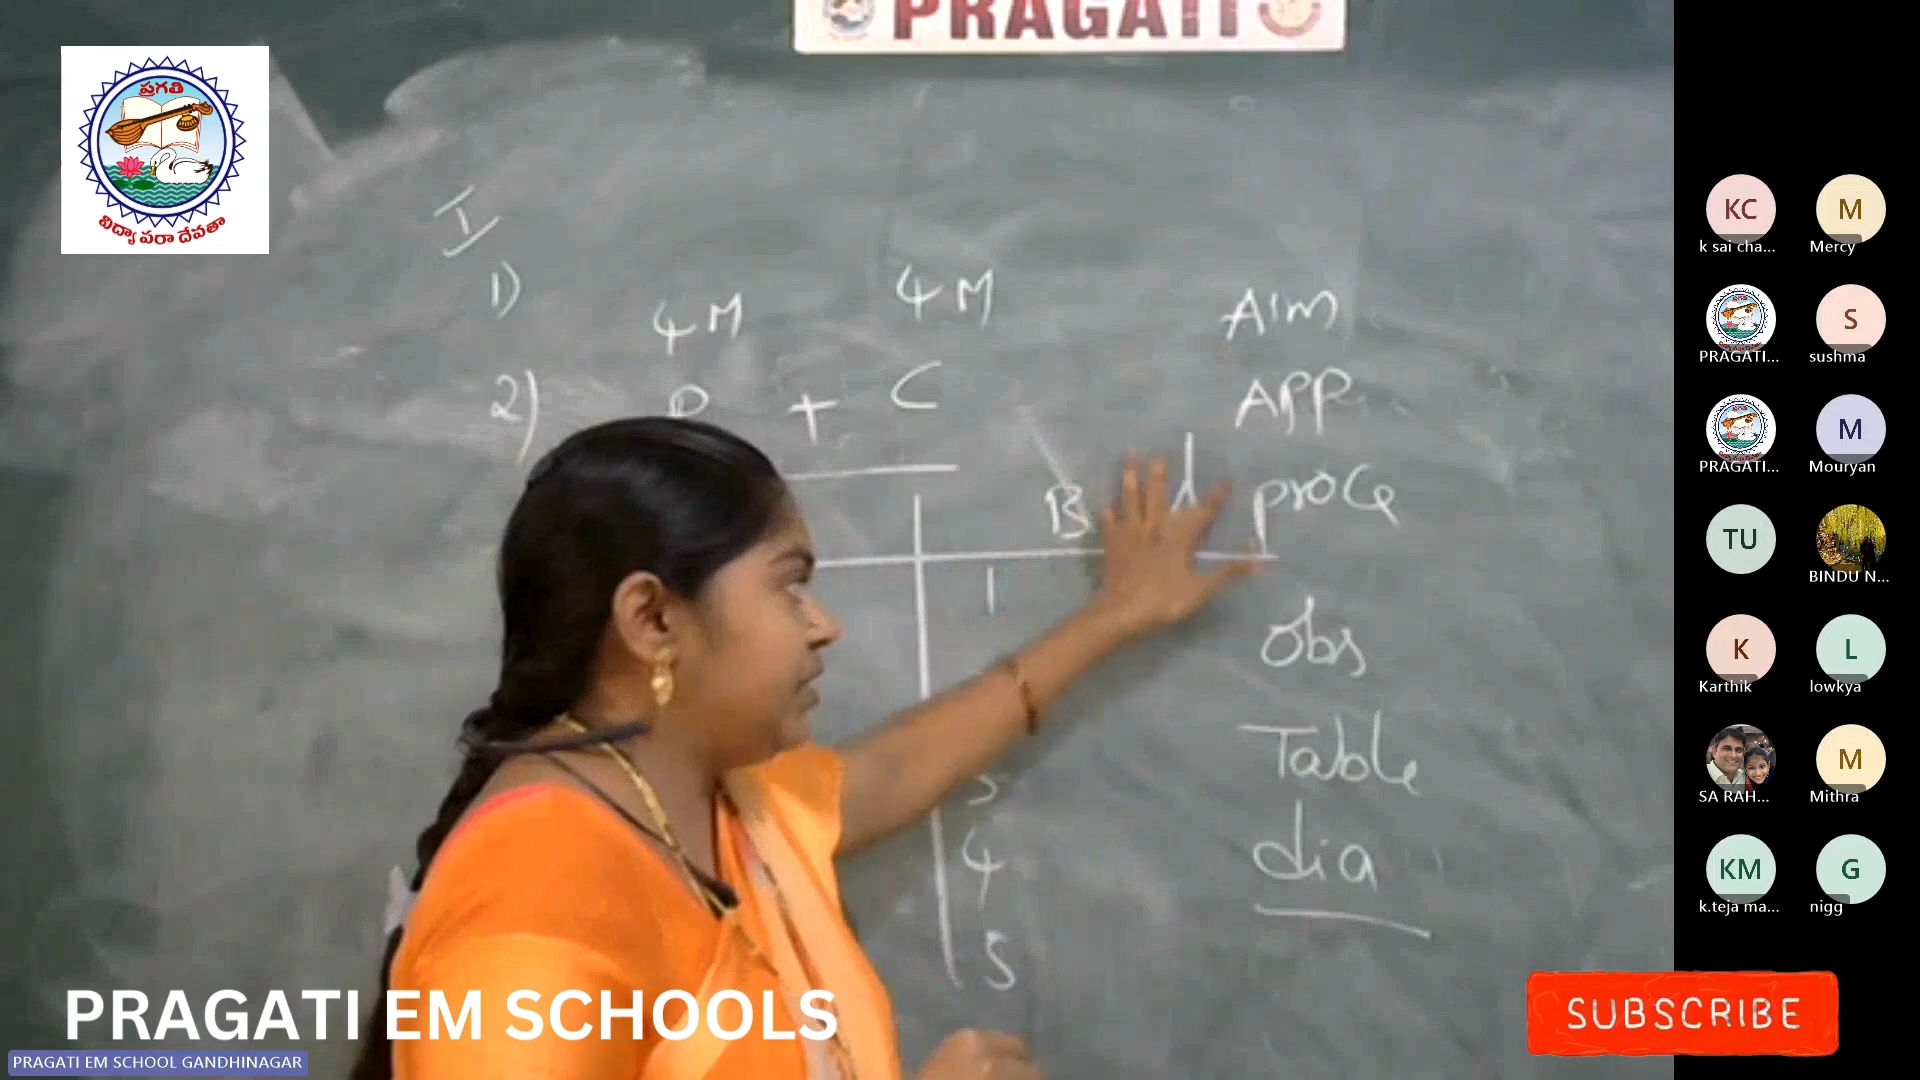 PRAGATI
ప్రగతి
విద్యా పరా దేవతా
I
1)
4M 4M
2) P + C
B
1
3
4
5
Aim
App
proce
Obs
Table
dia
KC
k sai cha...
M
Mercy
PRAGATI...
S
sushma
PRAGATI...
M
Mouryan
TU
BINDU N...
K
Karthik
L
lowkya
SA RAH...
M
Mithra
KM
k.teja ma...
G
nigg
PRAGATI EM SCHOOLS
SUBSCRIBE
PRAGATI EM SCHOOL GANDHINAGAR